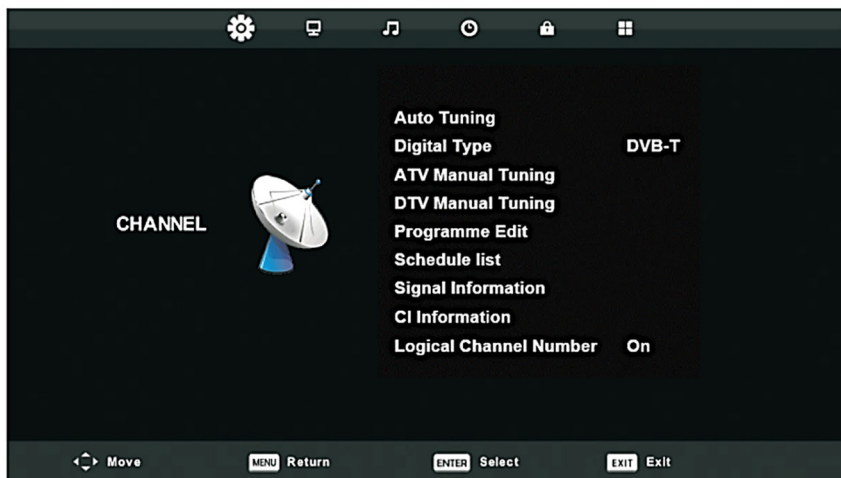 CHANNEL
Auto Tuning
Digital Type DVB-T
ATV Manual Tuning
DTV Manual Tuning
Programme Edit
Schedule list
Signal Information
CI Information
Logical Channel Number On
Move MENU Return ENTER Select EXIT Exit